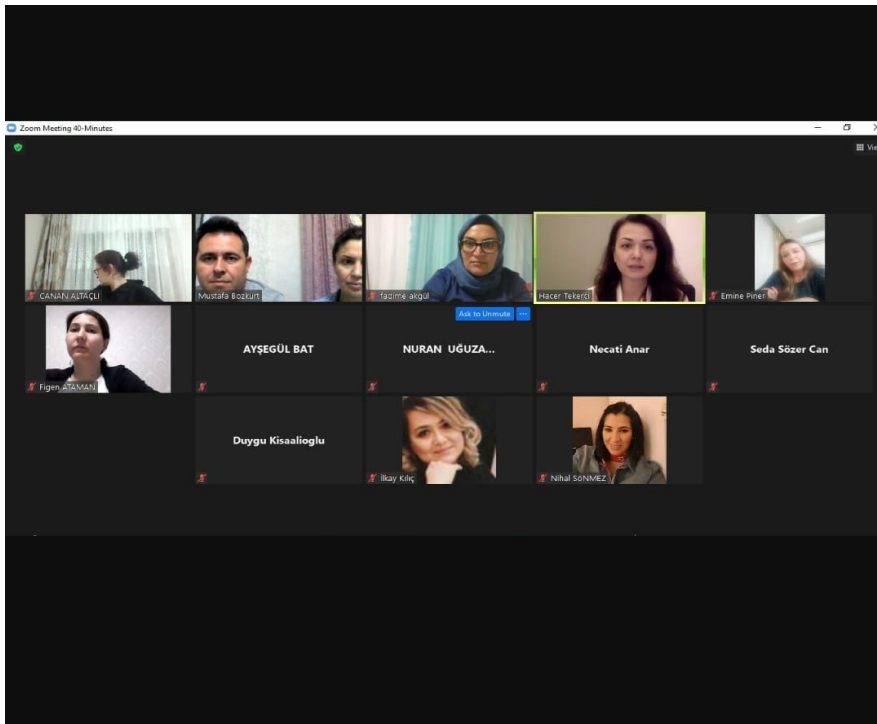 Zoom Meeting 40-Minutes
Vie
CANAN ALTAÇLI
Mustafa Bozkurt
fadime akgül
Hacer Tekerci
Emine Piner
Ask to Unmute ...
Figen ATAMAN
AYŞEGÜL BAT
NURAN UĞUZA...
Necati Anar
Seda Sözer Can
Duygu Kisaalioglu
İlkay Kılıç
Nihal SöNMEZ